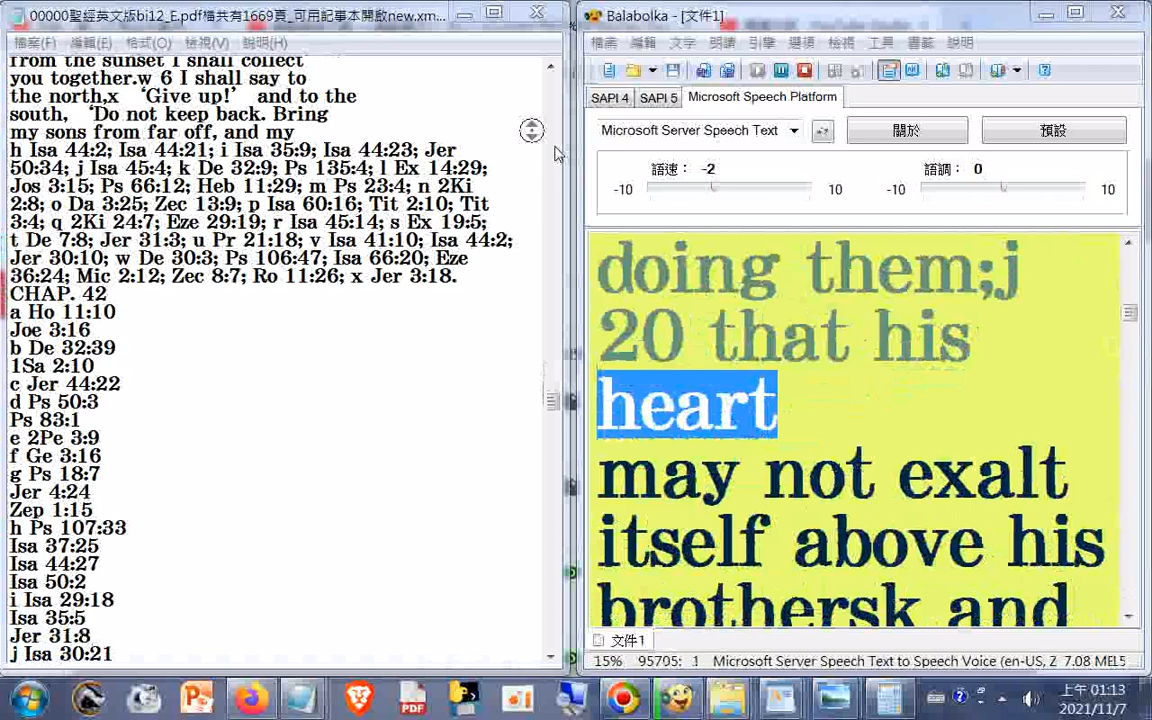 00000聖經英文版bi12_E.pdf檔共有1669頁_可用記事本開啟new.xm...
檔案(F) 編輯(E) 格式(O) 檢視(V) 說明(H)
from the sunset I shall collect
you together.w 6 I shall say to
the north,x ‘Give up!’ and to the
south, ‘Do not keep back. Bring
my sons from far off, and my
h Isa 44:2; Isa 44:21; i Isa 35:9; Isa 44:23; Jer
50:34; j Isa 45:4; k De 32:9; Ps 135:4; l Ex 14:29;
Jos 3:15; Ps 66:12; Heb 11:29; m Ps 23:4; n 2Ki
2:8; o Da 3:25; Zec 13:9; p Isa 60:16; Tit 2:10; Tit
3:4; q 2Ki 24:7; Eze 29:19; r Isa 45:14; s Ex 19:5;
t De 7:8; Jer 31:3; u Pr 21:18; v Isa 41:10; Isa 44:2;
Jer 30:10; w De 30:3; Ps 106:47; Isa 66:20; Eze
36:24; Mic 2:12; Zec 8:7; Ro 11:26; x Jer 3:18.
CHAP. 42
a Ho 11:10
Joe 3:16
b De 32:39
1Sa 2:10
c Jer 44:22
d Ps 50:3
Ps 83:1
e 2Pe 3:9
f Ge 3:16
g Ps 18:7
Jer 4:24
Zep 1:15
h Ps 107:33
Isa 37:25
Isa 44:27
Isa 50:2
i Isa 29:18
Isa 35:5
Jer 31:8
j Isa 30:21
Balabolka - [文件1]
檔案 編輯 文字 朗讀 引擎 選項 檢視 工具 書籤 說明
SAPI 4 SAPI 5 Microsoft Speech Platform
Microsoft Server Speech Text 關於 預設
語速： -2 語調： 0
-10 10 -10 10
doing them;j
20 that his
heart
may not exalt
itself above his
brothersk and
文件1
15% 95705: 1 Microsoft Server Speech Text to Speech Voice (en-US, Z 7.08 МЕБ
PDF
上午 01:13
2021/11/7